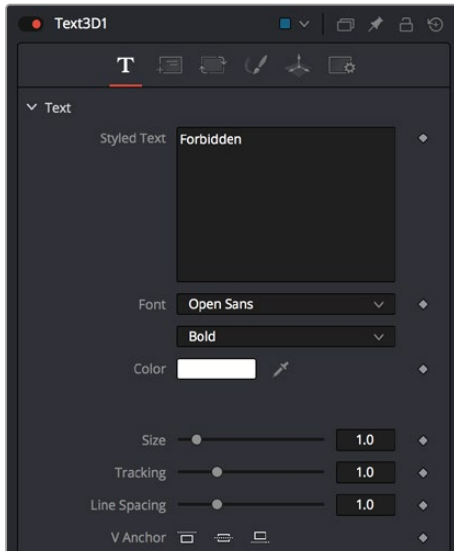 Text3D1
T
Text
Styled Text Forbidden
Font Open Sans
Bold
Color
Size 1.0
Tracking 1.0
Line Spacing 1.0
V Anchor